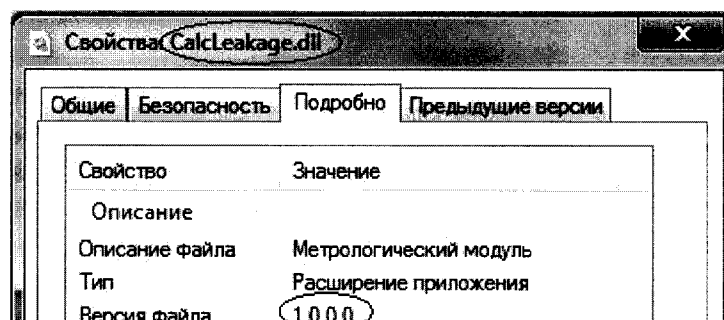 Свойства: CalcLeakage.dll
Общие Безопасность Подробно Предыдущие версии
Свойство Значение
Описание
Описание файла Метрологический модуль
Тип Расширение приложения
Версия файла 1.0.0.0